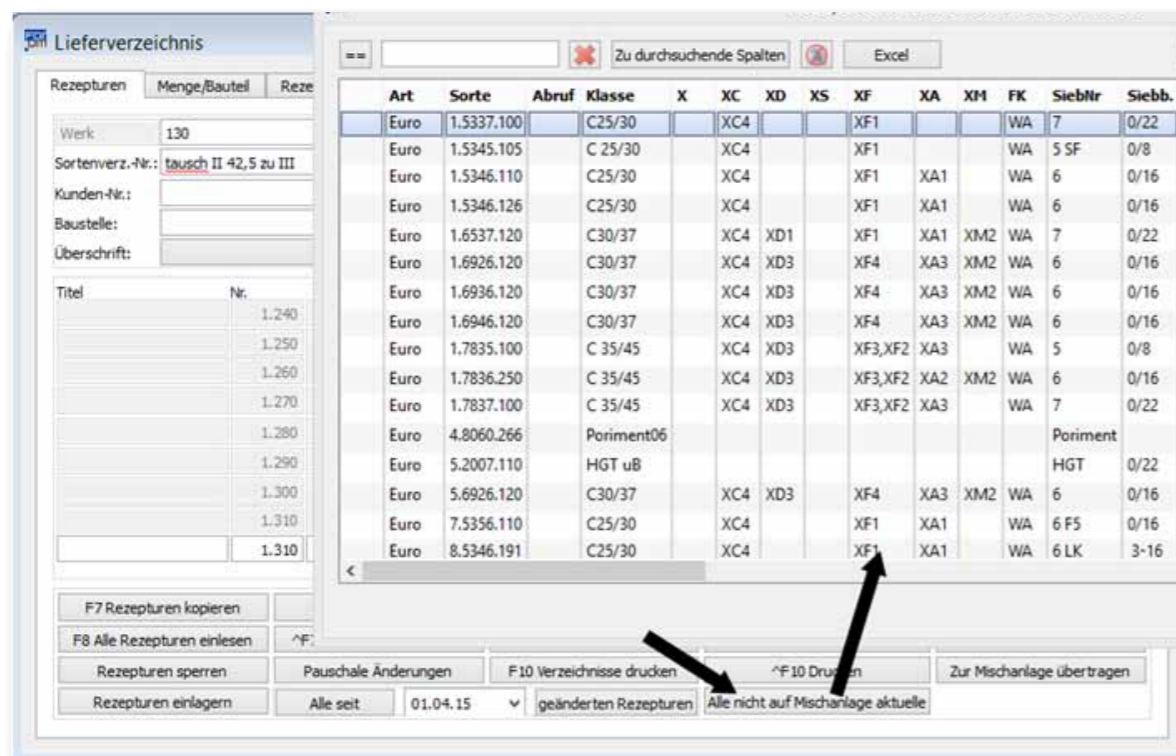 Lieferverzeichnis
Rezepturen Menge/Bauteil Reze
Werk 130
Sortenverz.-Nr.: tausch II 42,5 zu III
Kunden-Nr.:
Baustelle:
Überschrift:
Titel Nr.
1.240
1.250
1.260
1.270
1.280
1.290
1.300
1.310
1.310
== Zu durchsuchende Spalten Excel
Art Sorte Abruf Klasse X XC XD XS XF XA XM FK SiebNr Siebb.
Euro 1.5337.100 C25/30 XC4 XF1 WA 7 0/22
Euro 1.5345.105 C 25/30 XC4 XF1 WA 5 SF 0/8
Euro 1.5346.110 C25/30 XC4 XF1 XA1 WA 6 0/16
Euro 1.5346.126 C25/30 XC4 XF1 XA1 WA 6 0/16
Euro 1.6537.120 C30/37 XC4 XD1 XF1 XA1 XM2 WA 7 0/22
Euro 1.6926.120 C30/37 XC4 XD3 XF4 XA3 XM2 WA 6 0/16
Euro 1.6936.120 C30/37 XC4 XD3 XF4 XA3 XM2 WA 6 0/16
Euro 1.6946.120 C30/37 XC4 XD3 XF4 XA3 XM2 WA 6 0/16
Euro 1.7835.100 C 35/45 XC4 XD3 XF3,XF2 XA3 WA 5 0/8
Euro 1.7836.250 C 35/45 XC4 XD3 XF3,XF2 XA2 XM2 WA 6 0/16
Euro 1.7837.100 C 35/45 XC4 XD3 XF3,XF2 XA3 WA 7 0/22
Euro 4.8060.266 Poriment06 Poriment
Euro 5.2007.110 HGT uB HGT 0/22
Euro 5.6926.120 C30/37 XC4 XD3 XF4 XA3 XM2 WA 6 0/16
Euro 7.5356.110 C25/30 XC4 XF1 XA1 WA 6 F5 0/16
Euro 8.5346.191 C25/30 XC4 XF1 XA1 WA 6 LK 3-16
F7 Rezepturen kopieren
F8 Alle Rezepturen einlesen ^F
Rezepturen sperren Pauschale Änderungen F10 Verzeichnisse drucken ^F10 Drucken Zur Mischanlage übertragen
Rezepturen einlagern Alle seit 01.04.15 geänderten Rezepturen Alle nicht auf Mischanlage aktuelle